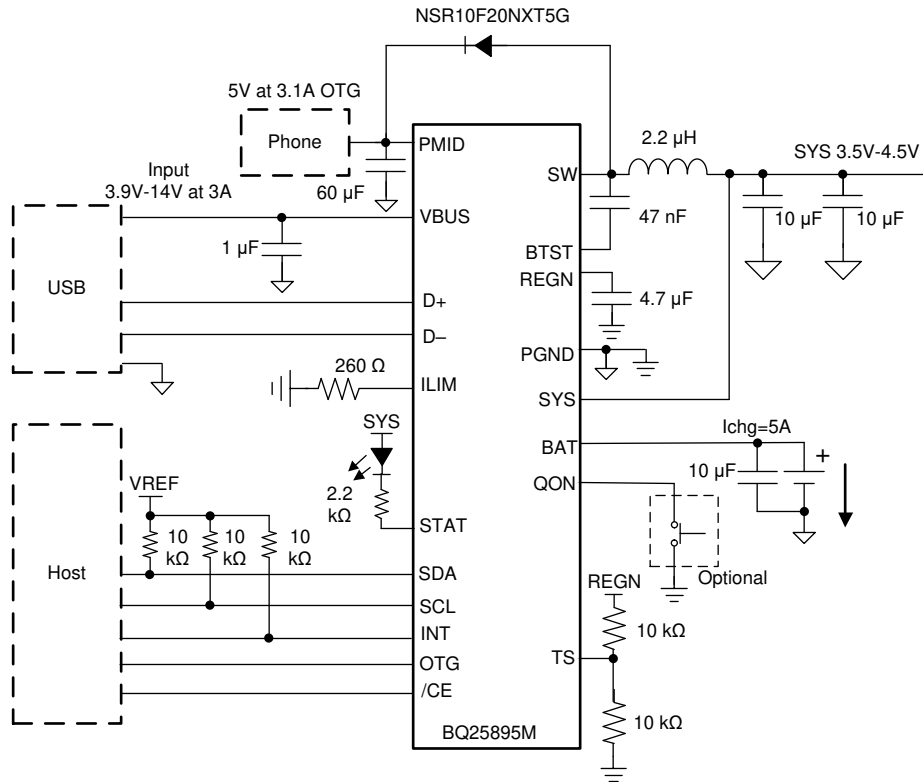 NSR10F20NXT5G
5V at 3.1A OTG
Phone
PMID
60 µF
Input
3.9V-14V at 3A
VBUS
1 µF
USB
D+
D–
260 Ω
ILIM
SYS
2.2
kΩ
STAT
VREF
10
kΩ
10
kΩ
10
kΩ
Host
SDA
SCL
INT
OTG
/CE
BQ25895M
SW
2.2 µH
SYS 3.5V-4.5V
47 nF
10 µF
10 µF
BTST
REGN
4.7 µF
PGND
SYS
Ichg=5A
BAT
10 µF
+
QON
Optional
REGN
10 kΩ
TS
10 kΩ